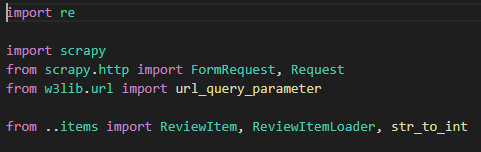 import re
import scrapy
from scrapy.http import FormRequest, Request
from w3lib.url import url_query_parameter
from ..items import ReviewItem, ReviewItemLoader, str_to_int